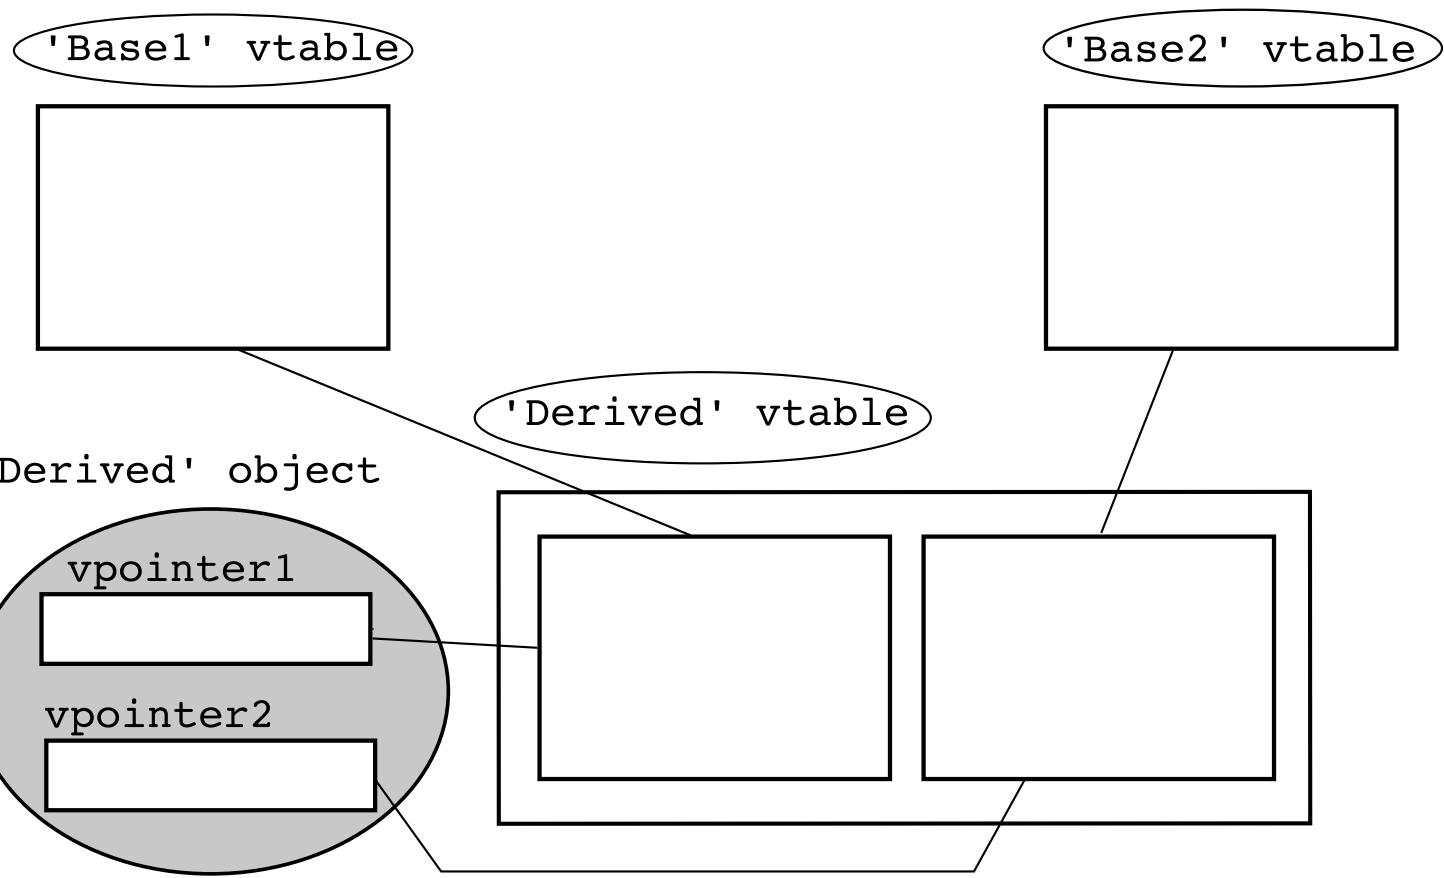 'Base1' vtable
'Base2' vtable
'Derived' vtable
Derived' object
vpointer1
vpointer2